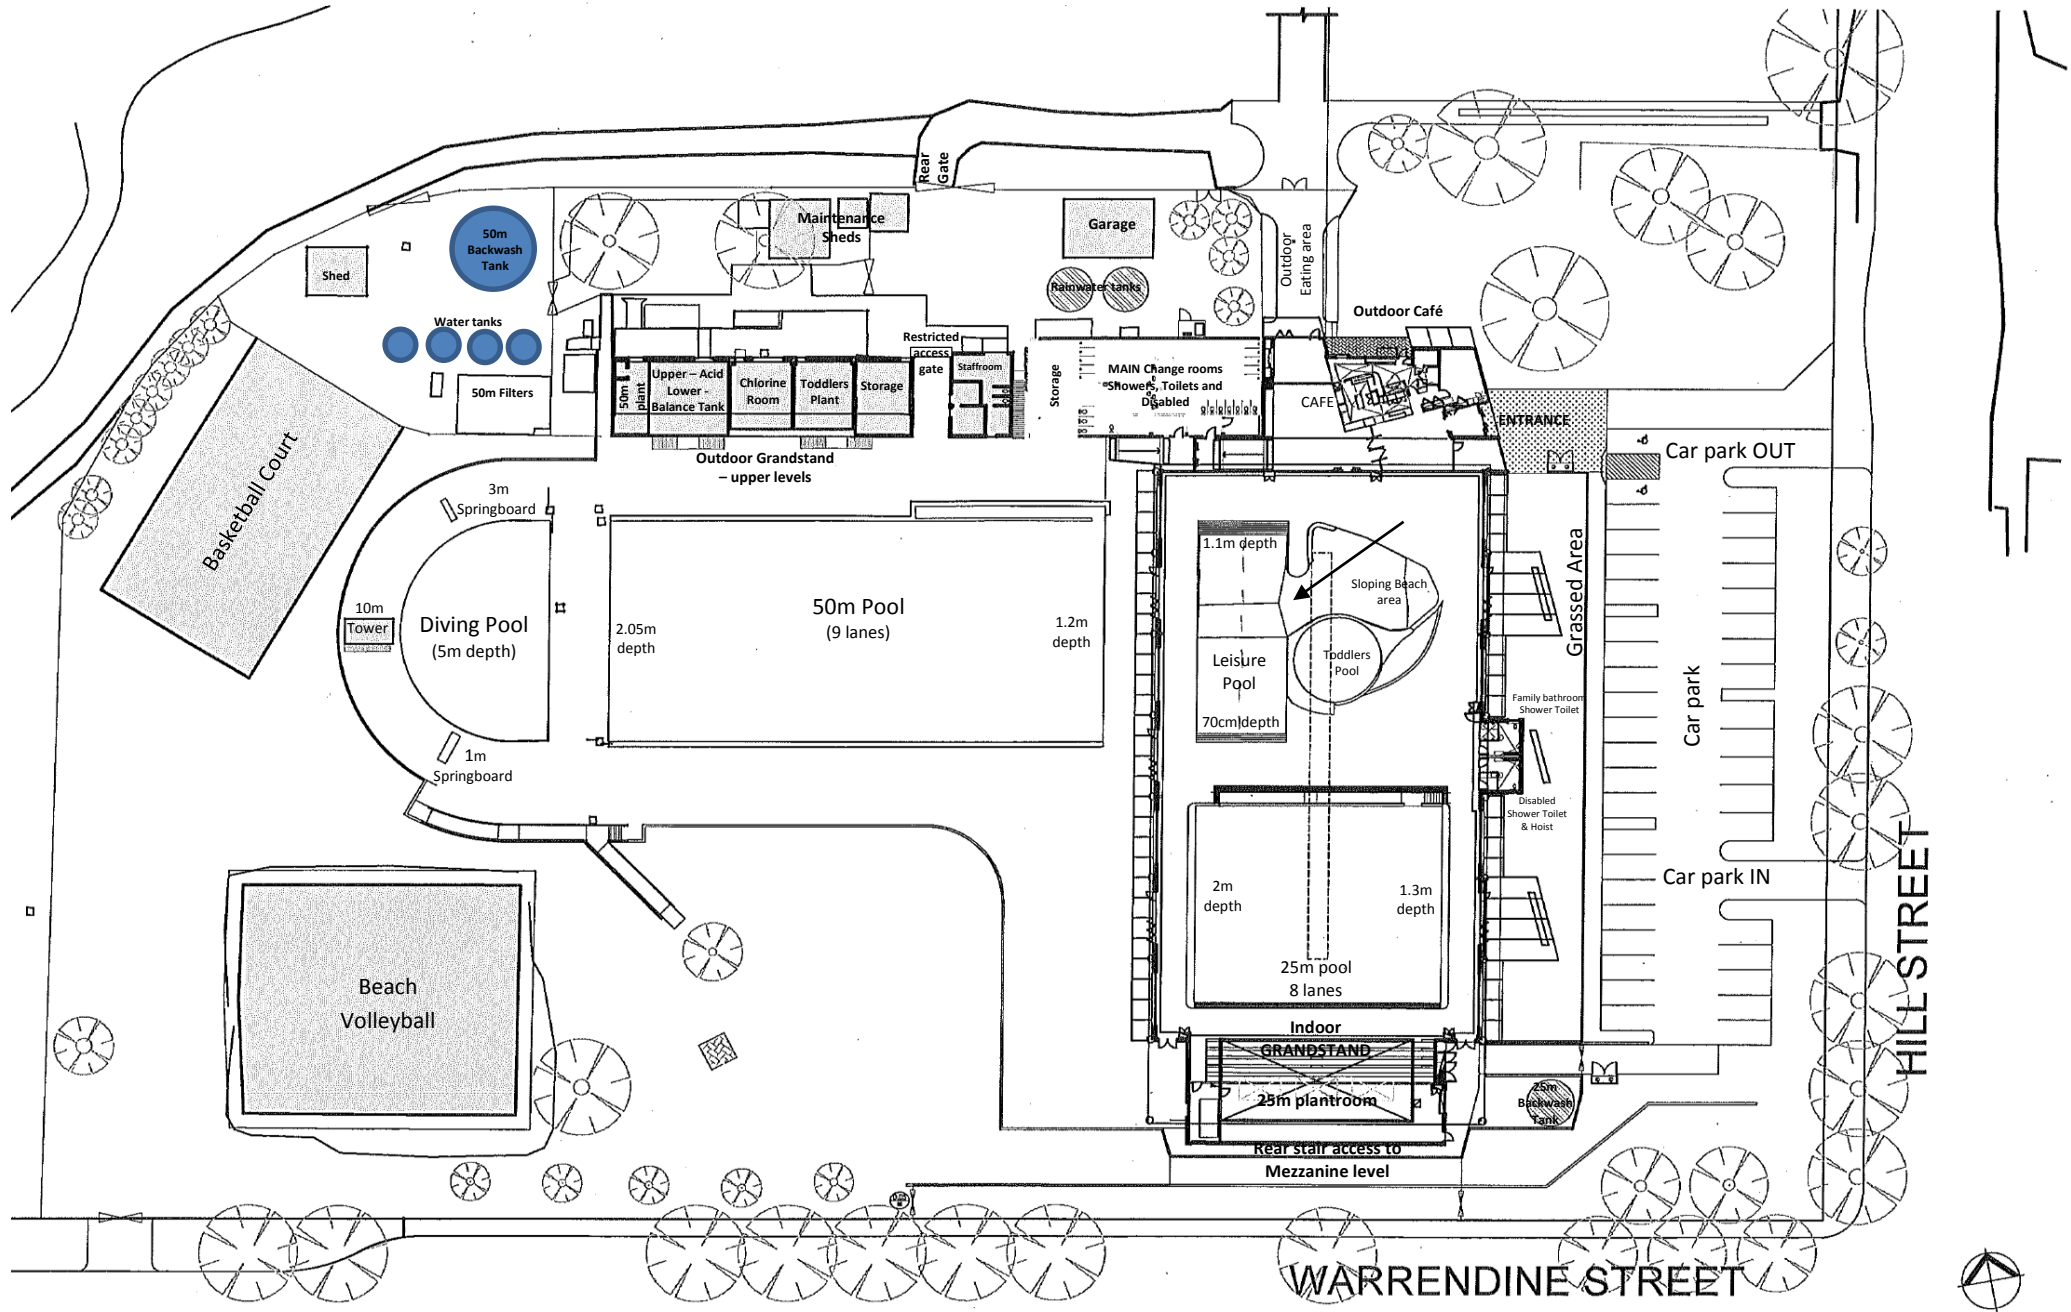 Rear
Gate
50m
Backwash
Tank
Maintenance
Sheds
Garage
Outdoor
Eating area
Shed
Rainwater tanks
Outdoor Café
Water tanks
Restricted
access
gate
50m Filters
50m
plant
Upper – Acid
Lower -
Balance Tank
Chlorine
Room
Toddlers
Plant
Storage
Staffroom
Storage
MAIN Change rooms
Showers, Toilets and
Disabled
CAFE
ENTRANCE
Car park OUT
Outdoor Grandstand
– upper levels
Basketball Court
3m
Springboard
10m
Tower
Diving Pool
(5m depth)
1m
Springboard
2.05m
depth
50m Pool
(9 lanes)
1.2m
depth
1.1m depth
Sloping Beach
area
Leisure
Pool
Toddlers
Pool
70cm depth
Grassed Area
Car park
Family bathroom
Shower Toilet
Disabled
Shower Toilet
& Hoist
Car park IN
2m
depth
1.3m
depth
25m pool
8 lanes
Beach
Volleyball
Indoor
GRANDSTAND
25m plantroom
25m
Backwash
Tank
Rear stair access to
Mezzanine level
HILL STREET
WARRENDINE STREET